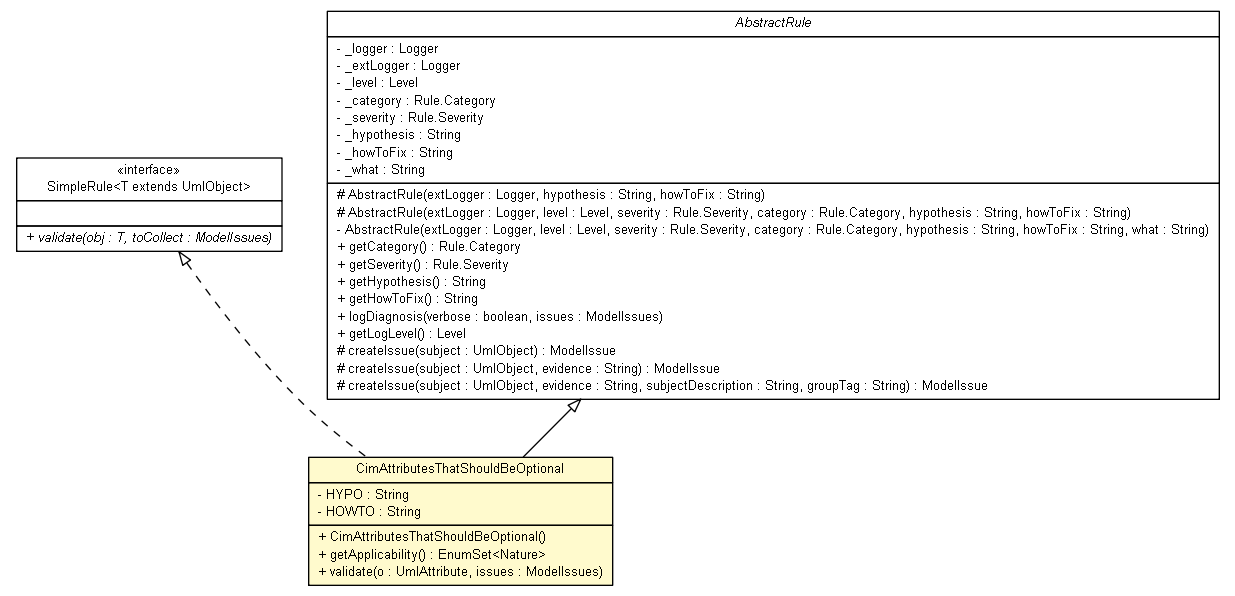 AbstractRule
- _logger : Logger
- _extLogger : Logger
- _level : Level
- _category : Rule.Category
- _severity : Rule.Severity
- _hypothesis : String
- _howToFix : String
- _what : String
# AbstractRule(extLogger : Logger, hypothesis : String, howToFix : String)
# AbstractRule(extLogger : Logger, level : Level, severity : Rule.Severity, category : Rule.Category, hypothesis : String, howToFix : String)
- AbstractRule(extLogger : Logger, level : Level, severity : Rule.Severity, category : Rule.Category, hypothesis : String, howToFix : String, what : String)
+ getCategory() : Rule.Category
+ getSeverity() : Rule.Severity
+ getHypothesis() : String
+ getHowToFix() : String
+ logDiagnosis(verbose : boolean, issues : ModelIssues)
+ getLogLevel() : Level
# createIssue(subject : UmlObject) : ModelIssue
# createIssue(subject : UmlObject, evidence : String) : ModelIssue
# createIssue(subject : UmlObject, evidence : String, subjectDescription : String, groupTag : String) : ModelIssue
«interface»
SimpleRule<T extends UmlObject>
+ validate(obj : T, toCollect : ModelIssues)
CimAttributesThatShouldBeOptional
- HYPO : String
- HOWTO : String
+ CimAttributesThatShouldBeOptional()
+ getApplicability() : EnumSet<Nature>
+ validate(o : UmlAttribute, issues : ModelIssues)